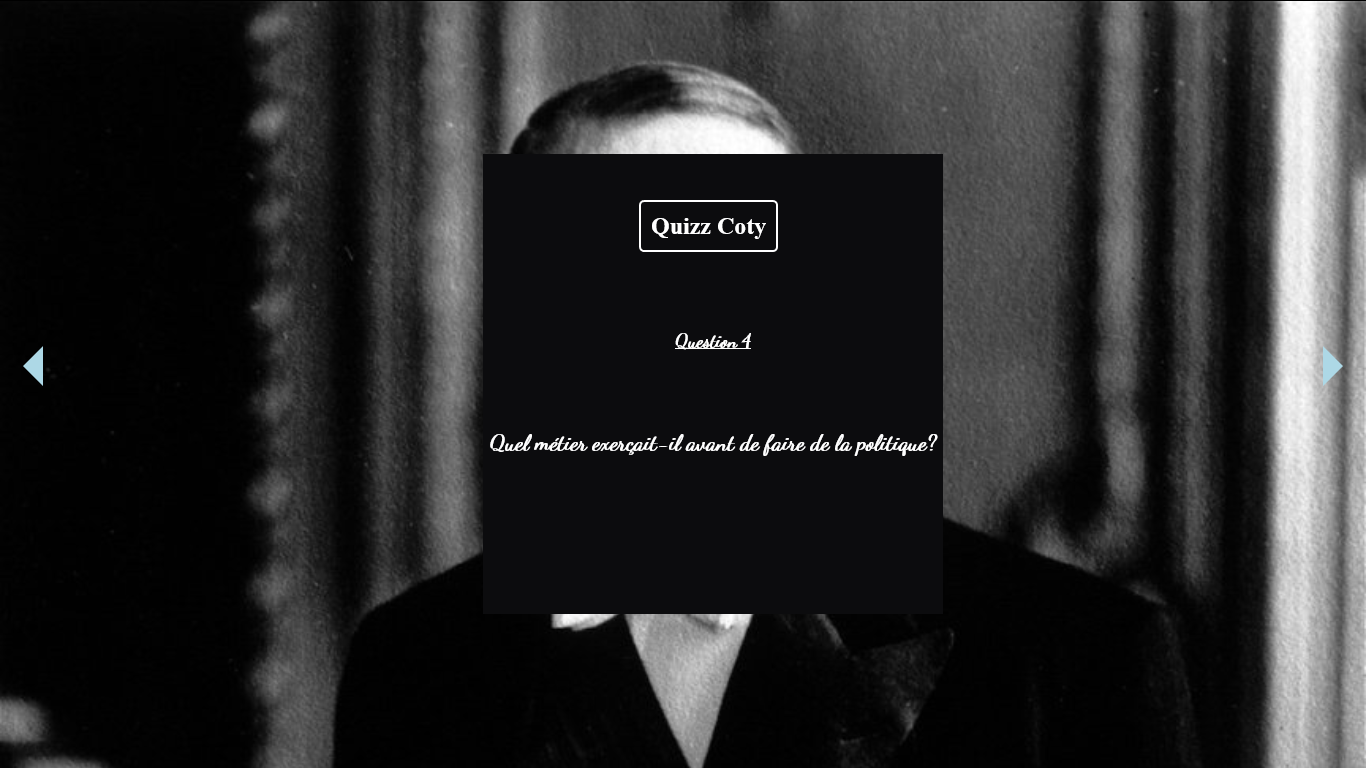 Quizz Coty
Question 4
Quel métier exerçait-il avant de faire de la politique?